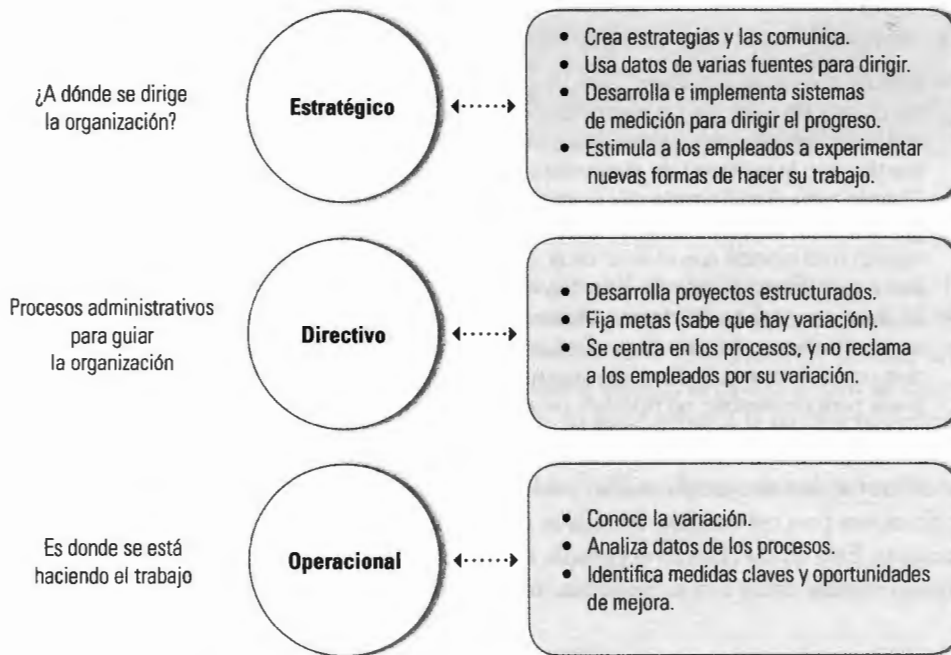 ¿A dónde se dirige
la organización?
Estratégico
• Crea estrategias y las comunica.
• Usa datos de varias fuentes para dirigir.
• Desarrolla e implementa sistemas
de medición para dirigir el progreso.
• Estimula a los empleados a experimentar
nuevas formas de hacer su trabajo.
Procesos administrativos
para guiar
la organización
Directivo
• Desarrolla proyectos estructurados.
• Fija metas (sabe que hay variación).
• Se centra en los procesos, y no reclama
a los empleados por su variación.
Es donde se está
haciendo el trabajo
Operacional
• Conoce la variación.
• Analiza datos de los procesos.
• Identifica medidas claves y oportunidades
de mejora.